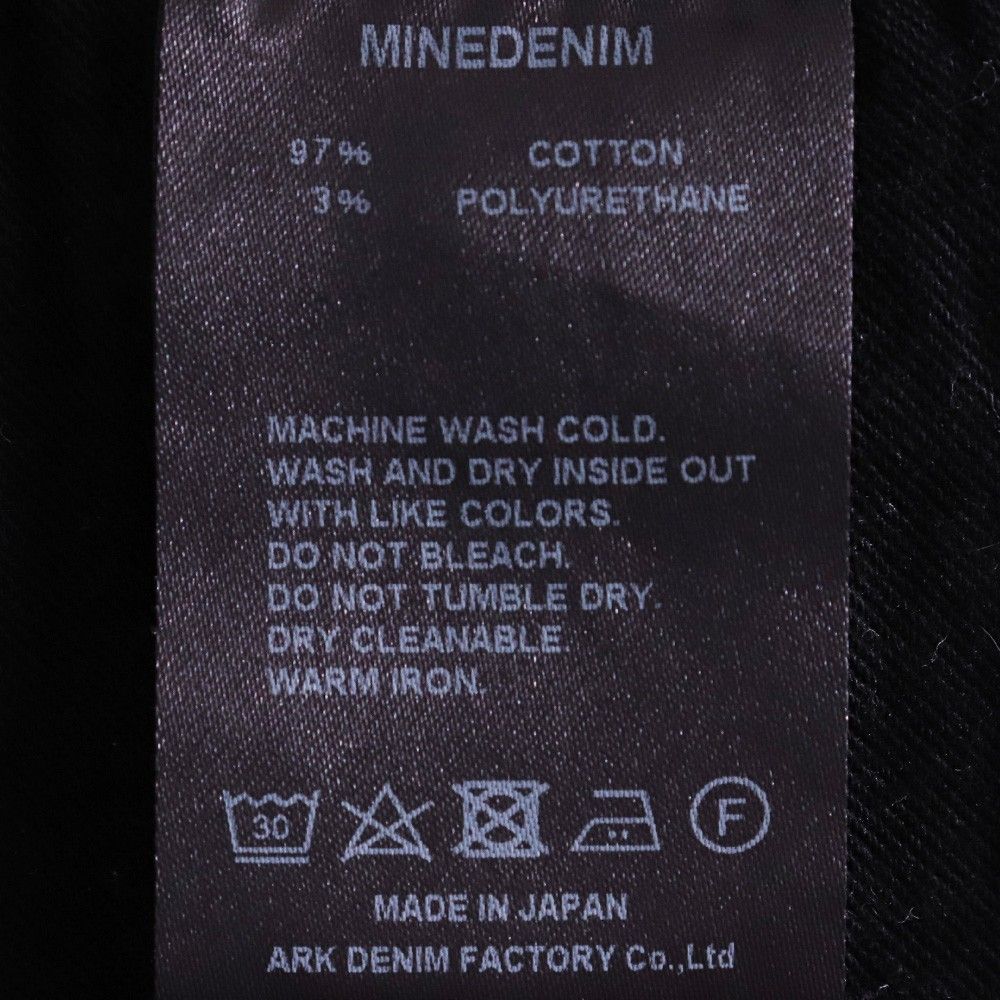 MINEDENIM
97% COTTON
3% POLYURETHANE
MACHINE WASH COLD.
WASH AND DRY INSIDE OUT
WITH LIKE COLORS.
DO NOT BLEACH.
DO NOT TUMBLE DRY.
DRY CLEANABLE.
WARM IRON.
30 F
MADE IN JAPAN
ARK DENIM FACTORY Co.,Ltd